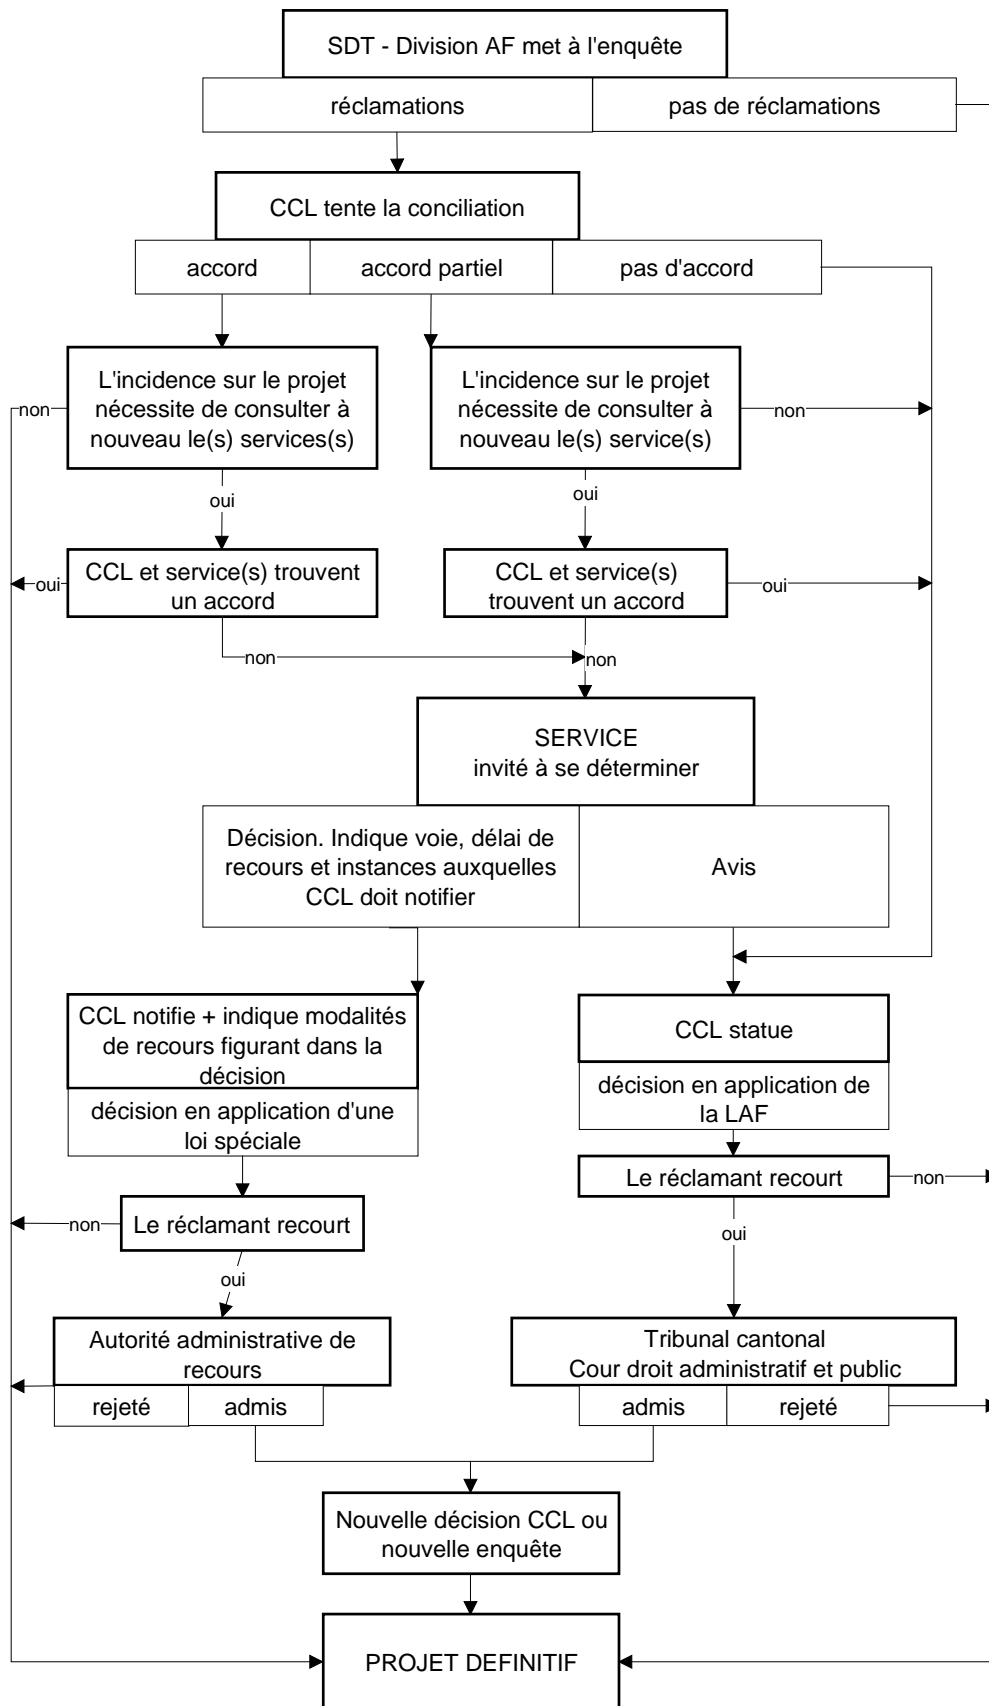 SDT - Division AF met à l'enquête
réclamations
pas de réclamations
CCL tente la conciliation
accord
accord partiel
pas d'accord
L'incidence sur le projet
nécessite de consulter à
nouveau le(s) services(s)
L'incidence sur le projet
nécessite de consulter à
nouveau le(s) service(s)
non
non
oui
oui
CCL et service(s) trouvent
un accord
CCL et service(s)
trouvent un accord
oui
oui
non
non
SERVICE
invité à se déterminer
Décision. Indique voie, délai de
recours et instances auxquelles
CCL doit notifier
Avis
CCL notifie + indique modalités
de recours figurant dans la
décision
décision en application d'une
loi spéciale
CCL statue
décision en application de
la LAF
Le réclamant recourt
non
Le réclamant recourt
non
oui
oui
Autorité administrative de
recours
rejeté
admis
Tribunal cantonal
Cour droit administratif et public
admis
rejeté
Nouvelle décision CCL ou
nouvelle enquête
PROJET DEFINITIF